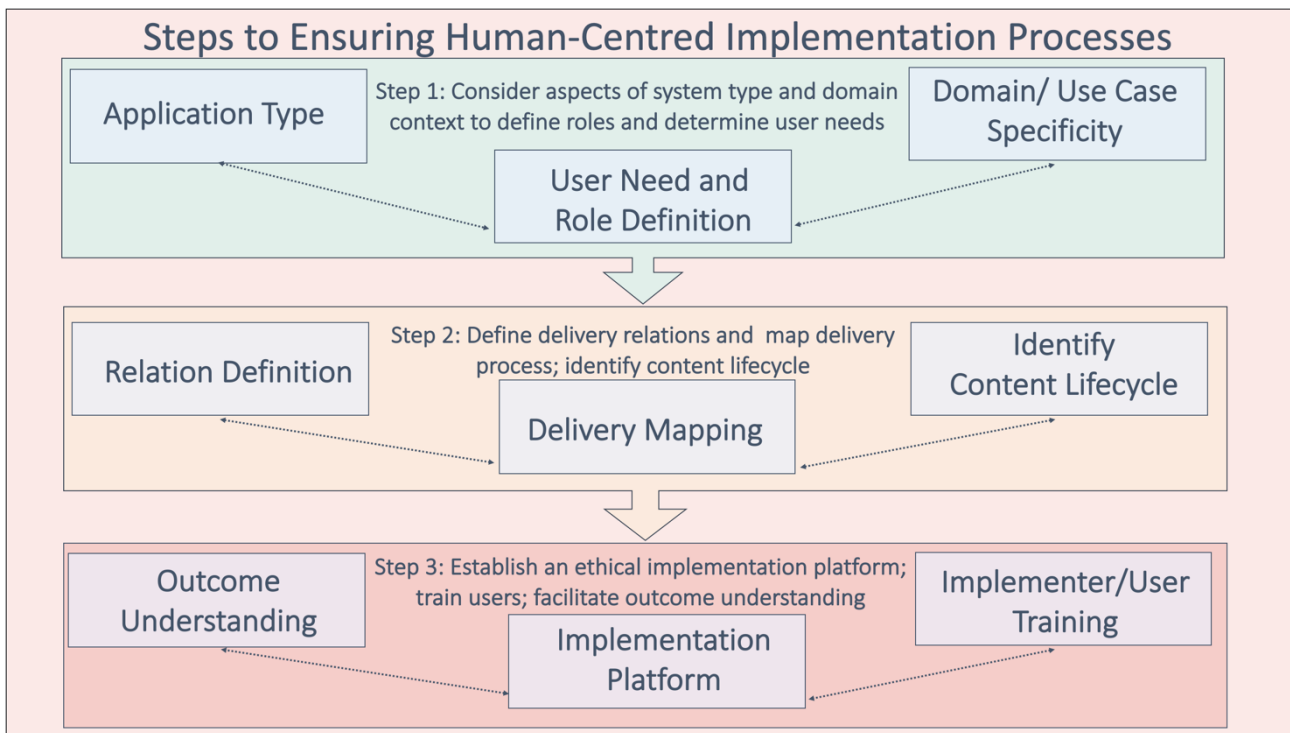 Steps to Ensuring Human-Centred Implementation Processes
Application Type
Step 1: Consider aspects of system type and domain
context to define roles and determine user needs
Domain/ Use Case
Specificity
User Need and
Role Definition
Relation Definition
Step 2: Define delivery relations and  map delivery
process; identify content lifecycle
Identify
Content Lifecycle
Delivery Mapping
Outcome
Understanding
Step 3: Establish an ethical implementation platform;
train users; facilitate outcome understanding
Implementer/User
Training
Implementation
Platform